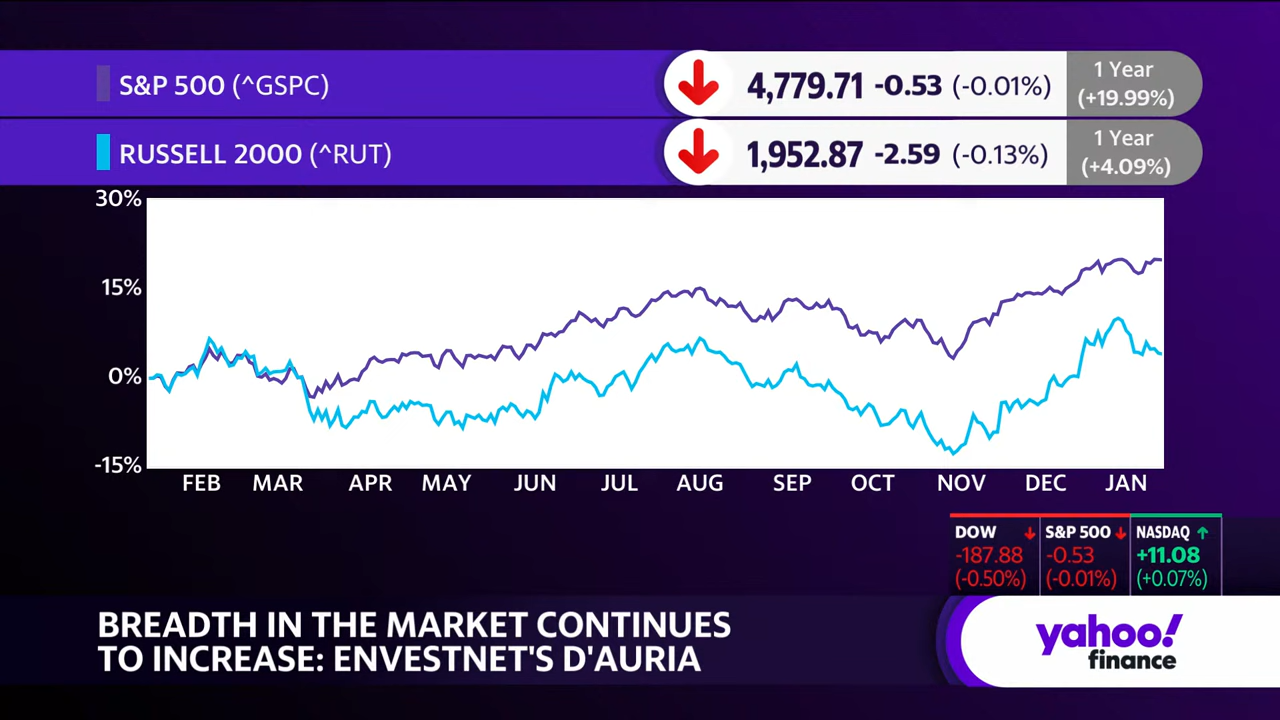 S&P 500 (^GSPC) 4,779.71 -0.53 (-0.01%) 1 Year
(+19.99%)
RUSSELL 2000 (^RUT) 1,952.87 -2.59 (-0.13%) 1 Year
(+4.09%)
30%
15%
0%
-15%
FEB MAR APR MAY JUN JUL AUG SEP OCT NOV DEC JAN
DOW S&P 500 NASDAQ
-187.88 -0.53 +11.08
(-0.50%) (-0.01%) (+0.07%)
BREADTH IN THE MARKET CONTINUES
TO INCREASE: ENVESTNET'S D'AURIA
yahoo!
finance